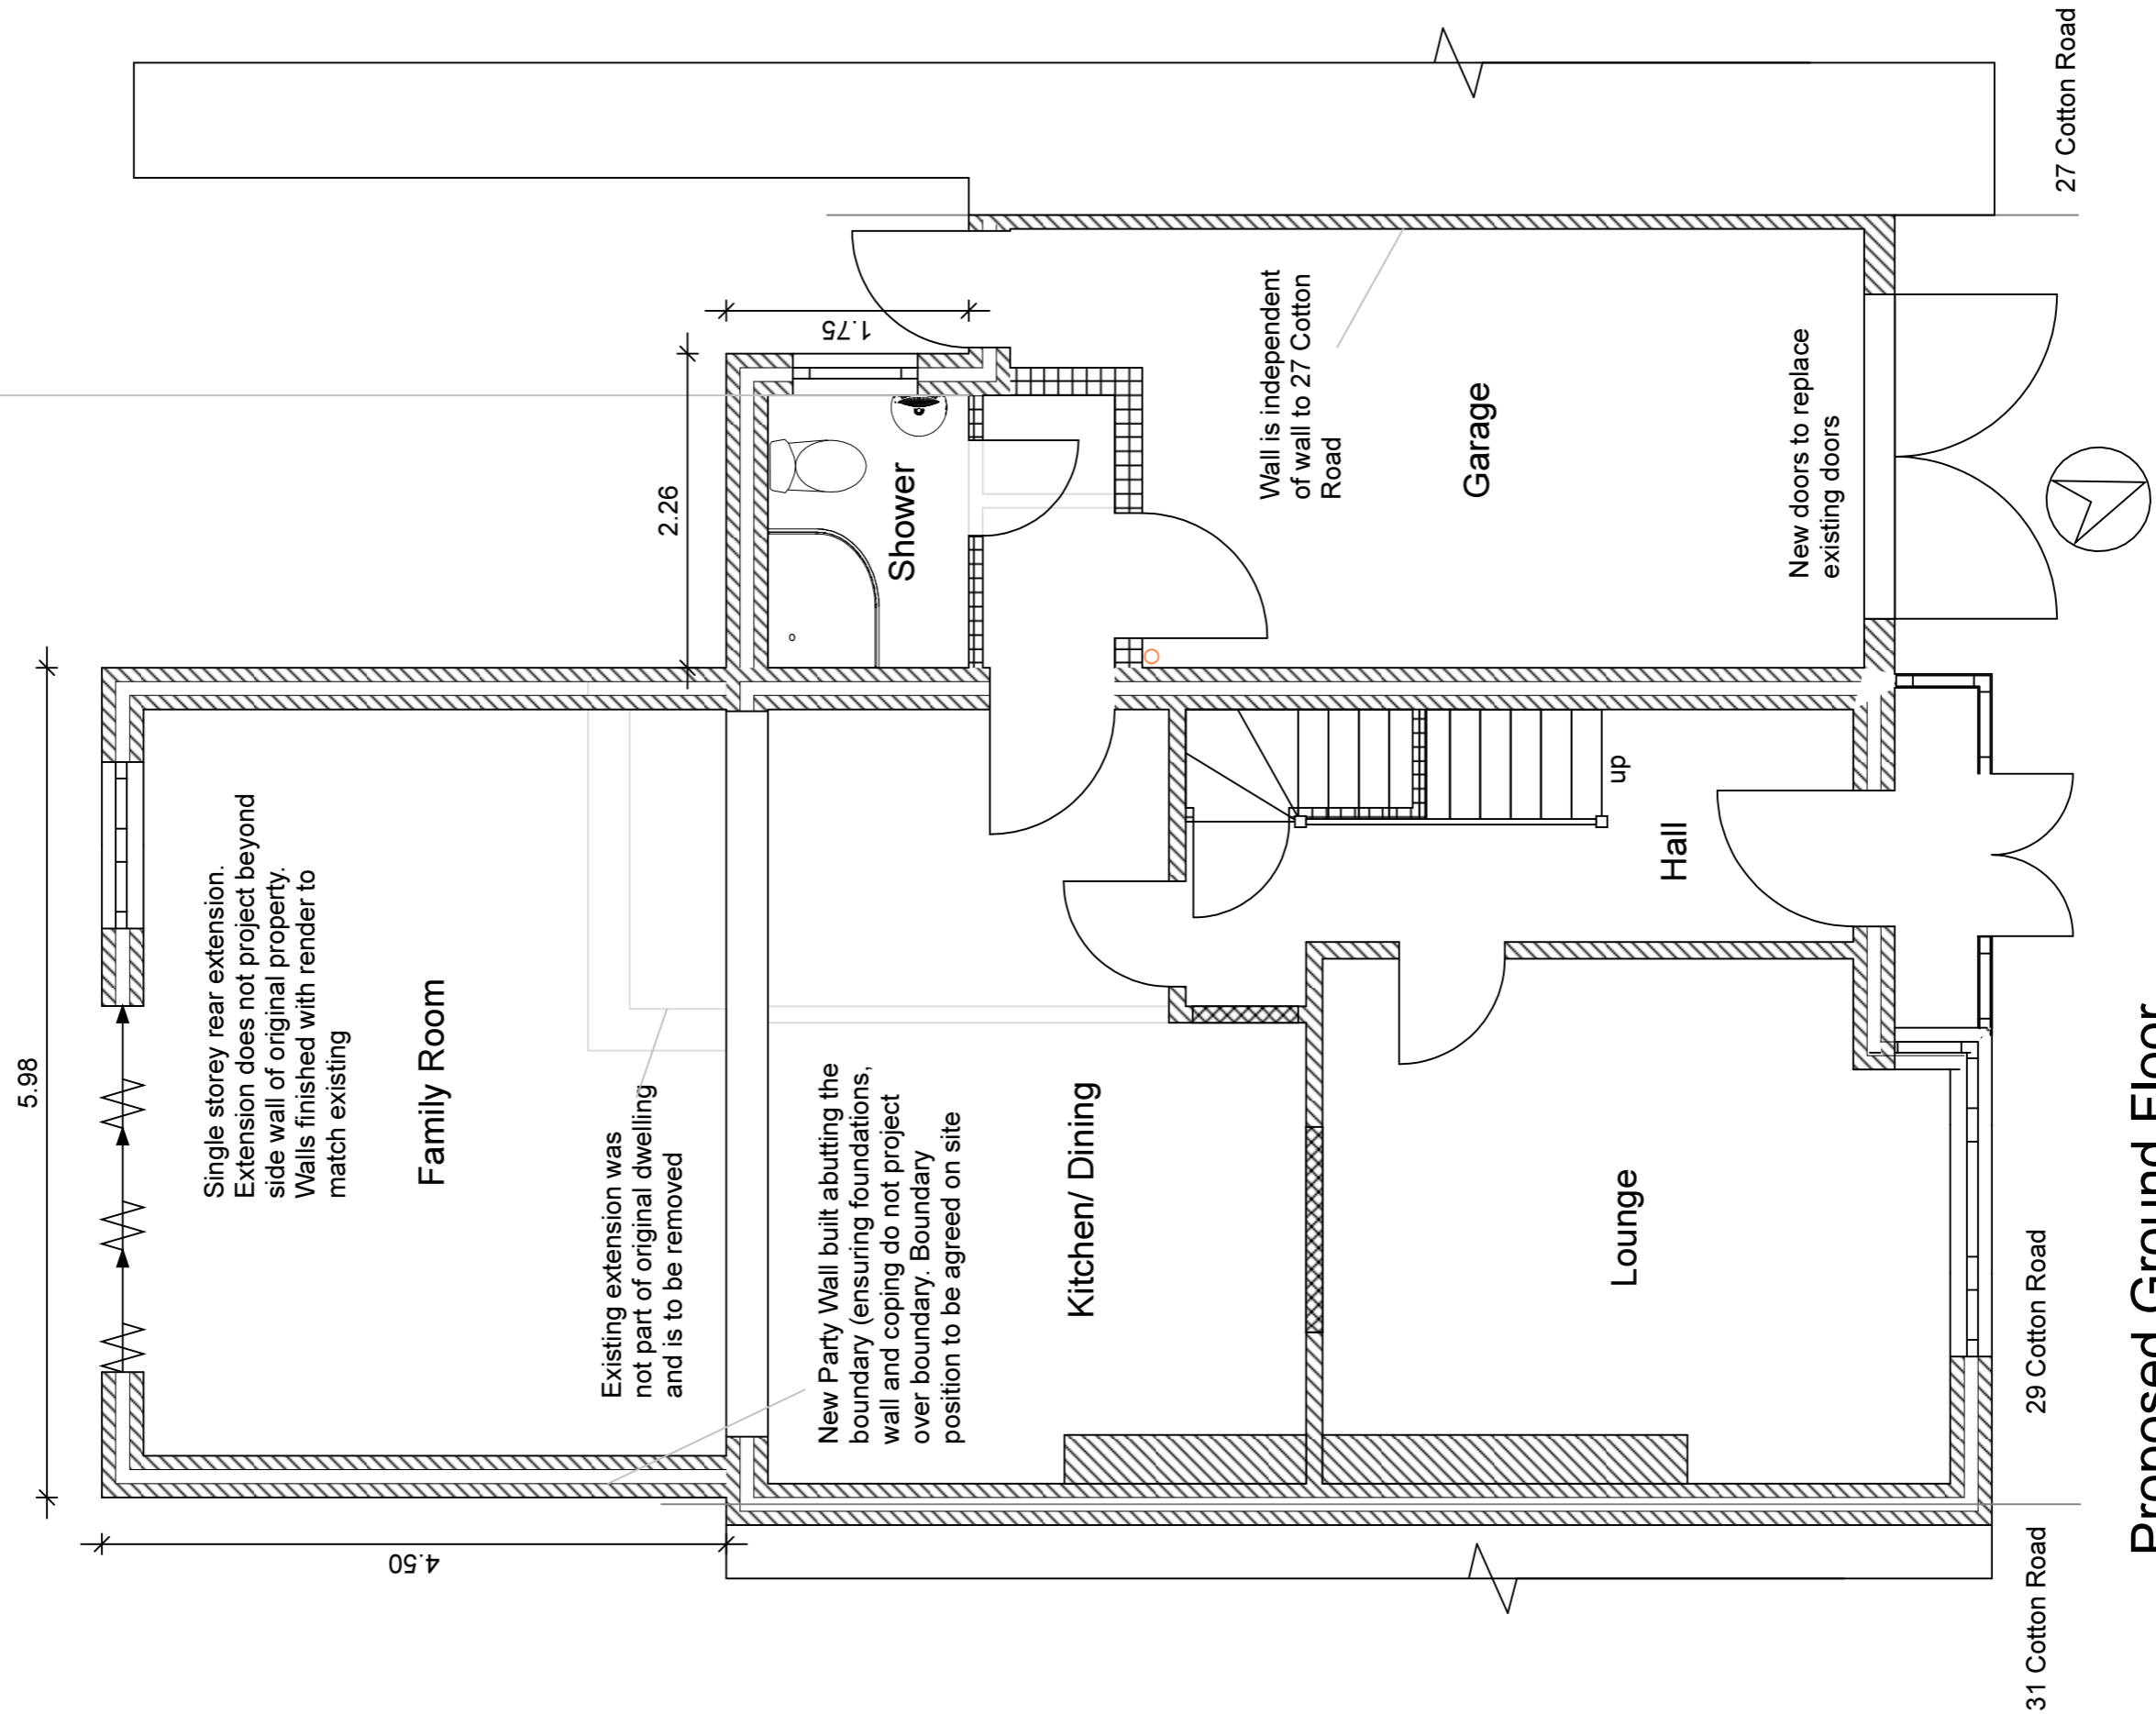 5.98
Single storey rear extension.
Extension does not project beyond
side wall of original property.
Walls finished with render to
match existing
Family Room
4.50
Existing extension was
not part of original dwelling
and is to be removed
2.26
1.75
New Party Wall built abutting the
boundary (ensuring foundations,
wall and coping do not project
over boundary. Boundary
position to be agreed on site
Shower
Kitchen/ Dining
Wall is independent
of wall to 27 Cotton
Road
Garage
up
Hall
Lounge
New doors to replace
existing doors
31 Cotton Road
29 Cotton Road
27 Cotton Road
Proposed Ground Floor